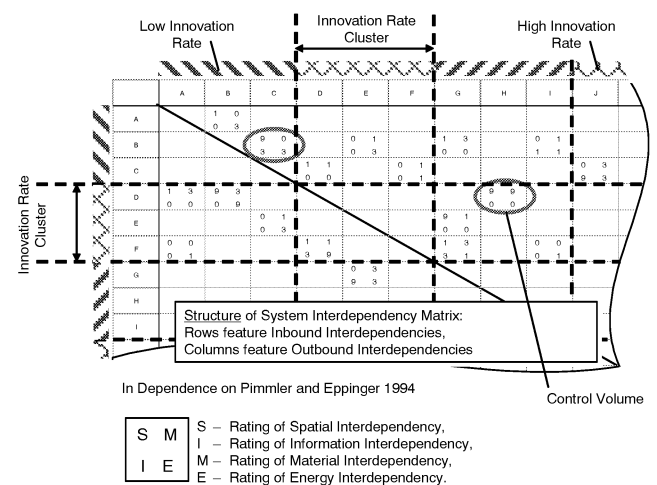 Low Innovation
Rate
Innovation Rate
Cluster
High Innovation
Rate
A B C D E F G H I J
A 1 0
0 3
B 9 0 0 1 1 3 0 1
3 3 0 3 0 0 1 1
C 1 1 0 1 0 3
0 0 0 1 9 3
D 1 3 9 3 9 9
0 0 0 9 0 0
E 0 1 9 1
0 3 0 0
F 0 0 1 1 1 3 0 0
0 1 3 9 3 1 0 1
G 0 3
9 3
H
I
Innovation Rate
Cluster
Structure of System Interdependency Matrix:
Rows feature Inbound Interdependencies,
Columns feature Outbound Interdependencies
In Dependence on Pimmler and Eppinger 1994
Control Volume
S M
I E
S – Rating of Spatial Interdependency,
I – Rating of Information Interdependency,
M – Rating of Material Interdependency,
E – Rating of Energy Interdependency.